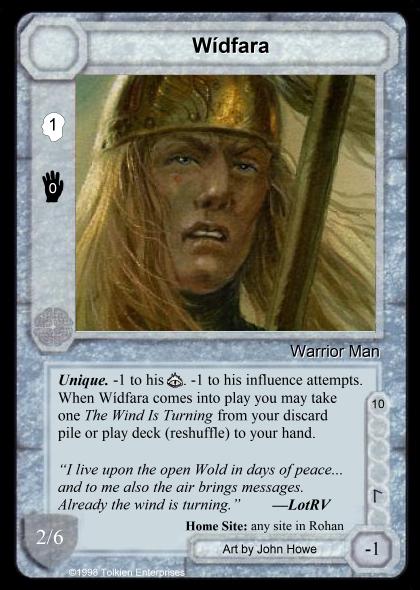 Wídfara
1
0
Warrior Man
Unique. -1 to his. -1 to his influence attempts.
When Wídfara comes into play you may take
one The Wind Is Turning from your discard
pile or play deck (reshuffle) to your hand.
10
“I live upon the open Wold in days of peace...
and to me also the air brings messages.
Already the wind is turning.” —LotRV
Home Site: any site in Rohan
2/6
Art by John Howe
-1
©1998 Tolkien Enterprises